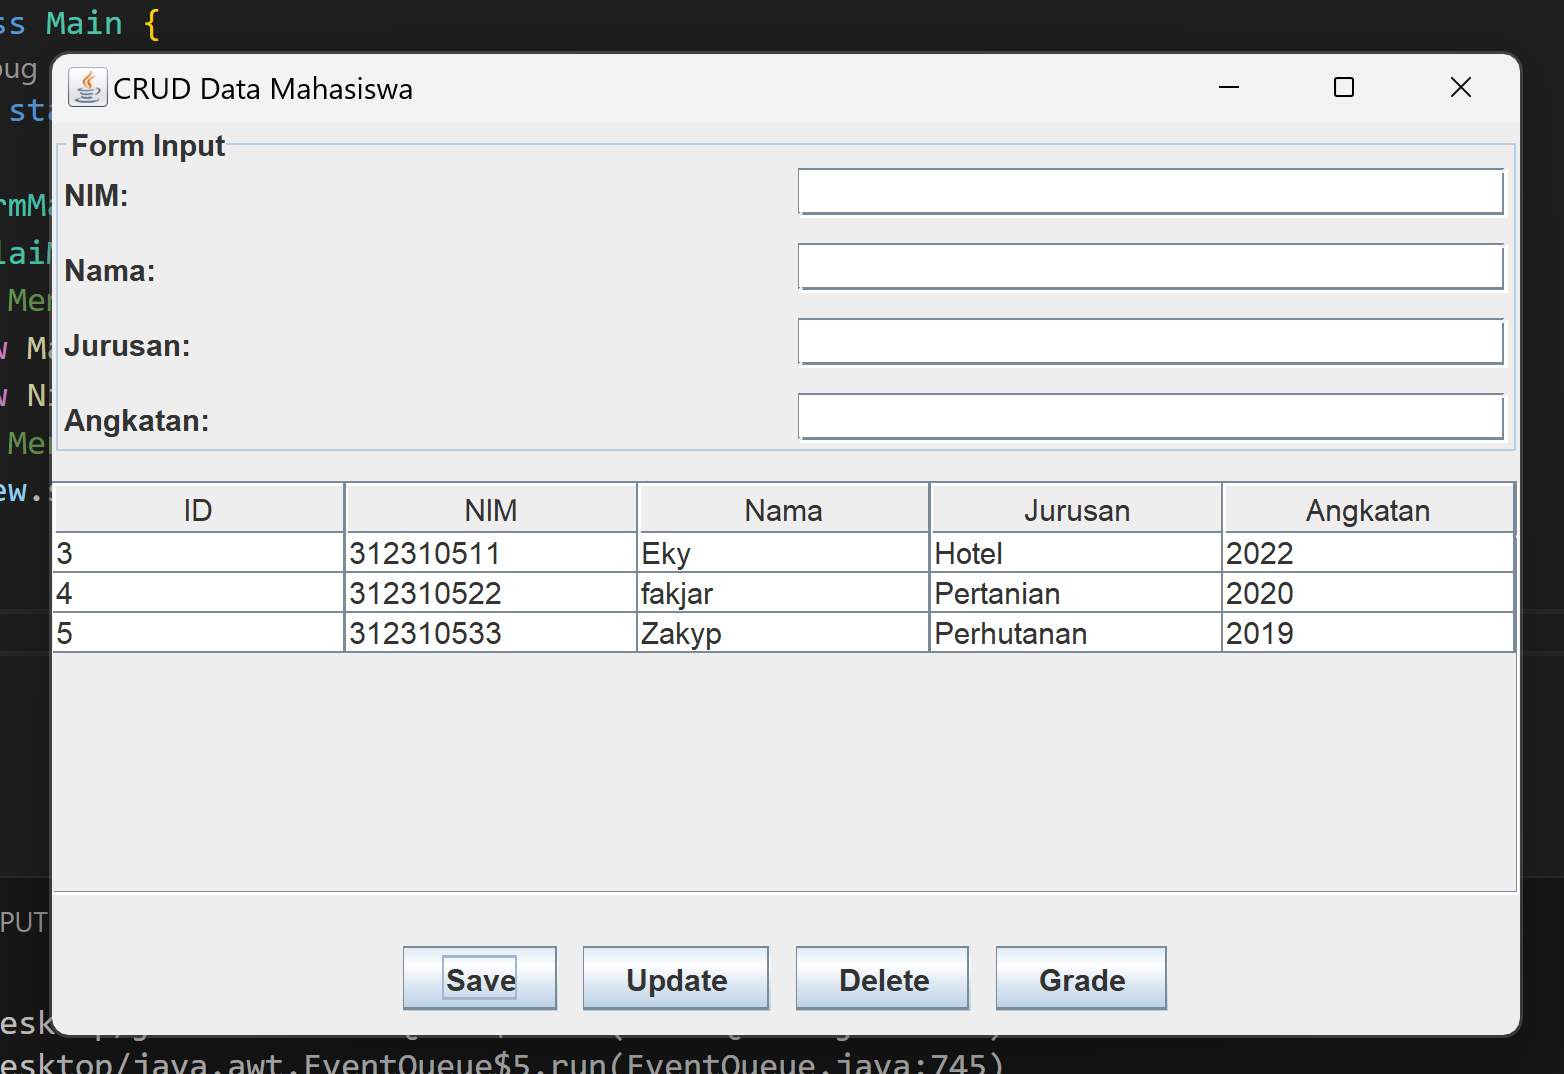 ss Main {
oug
sta
CRUD Data Mahasiswa
Form Input
NIM:
Nama:
Jurusan:
Angkatan:
rmMa
laiM
Mer
w Ma
w Ni
Mer
ew.s
ID NIM Nama Jurusan Angkatan
3 312310511 Eky Hotel 2022
4 312310522 fakjar Pertanian 2020
5 312310533 Zakyp Perhutanan 2019
PUT
Save Update Delete Grade
esk
esktop/java.awt.EventQueue$5.run(EventQueue.java:745)